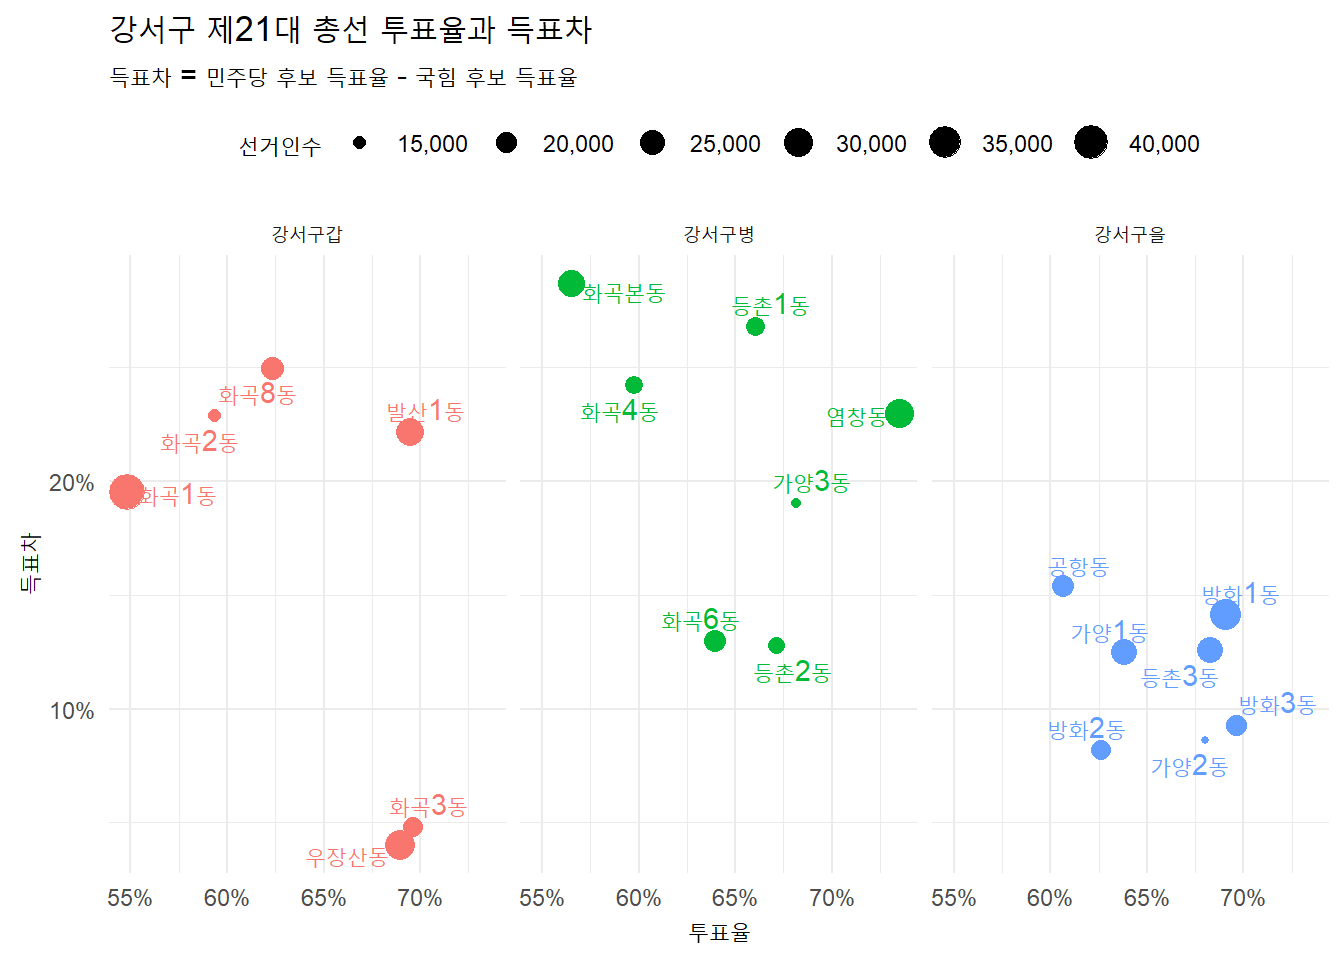 강서구 제21대 총선 투표율과 득표차
득표차 = 민주당 후보 득표율 - 국힘 후보 득표율
선거인수 15,000 20,000 25,000 30,000 35,000 40,000
강서구갑 강서구병 강서구을
화곡본동
등촌1동
화곡8동
발산1동
화곡4동
염창동
화곡2동
20%
가양3동
화곡1동
득표차
공항동
방화1동
화곡6동
가양1동
등촌2동
등촌3동
10%
방화3동
방화2동
가양2동
화곡3동
우장산동
55% 60% 65% 70% 55% 60% 65% 70% 55% 60% 65% 70%
투표율